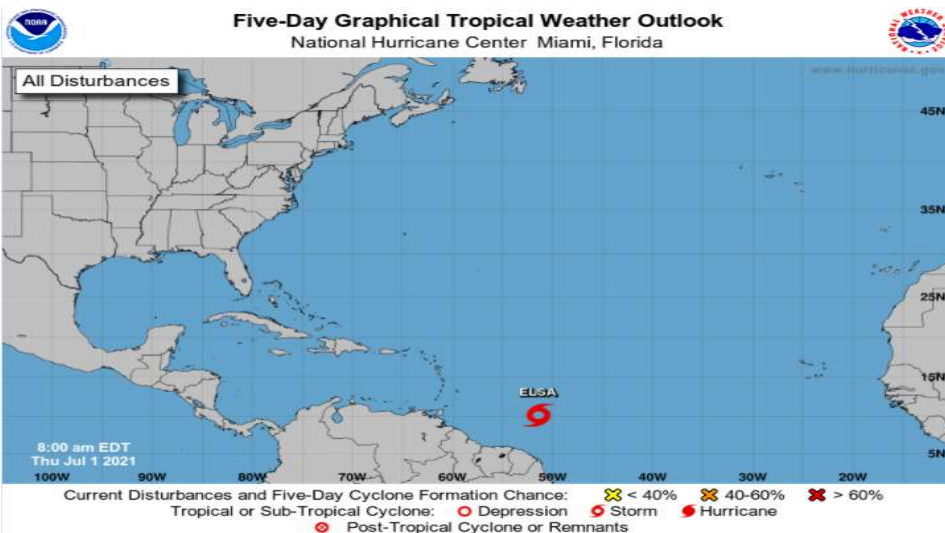 Five-Day Graphical Tropical Weather Outlook
National Hurricane Center Miami, Florida
NOAA
All Disturbances
www.hurricanes.gov
45N
35N
25N
15N
5N
ELSA
8:00 am EDT
Thu Jul 1 2021
100W 90W 80W 70W 60W 50W 40W 30W 20W
Current Disturbances and Five-Day Cyclone Formation Chance: < 40% 40-60% > 60%
Tropical or Sub-Tropical Cyclone: Depression Storm Hurricane
Post-Tropical Cyclone or Remnants